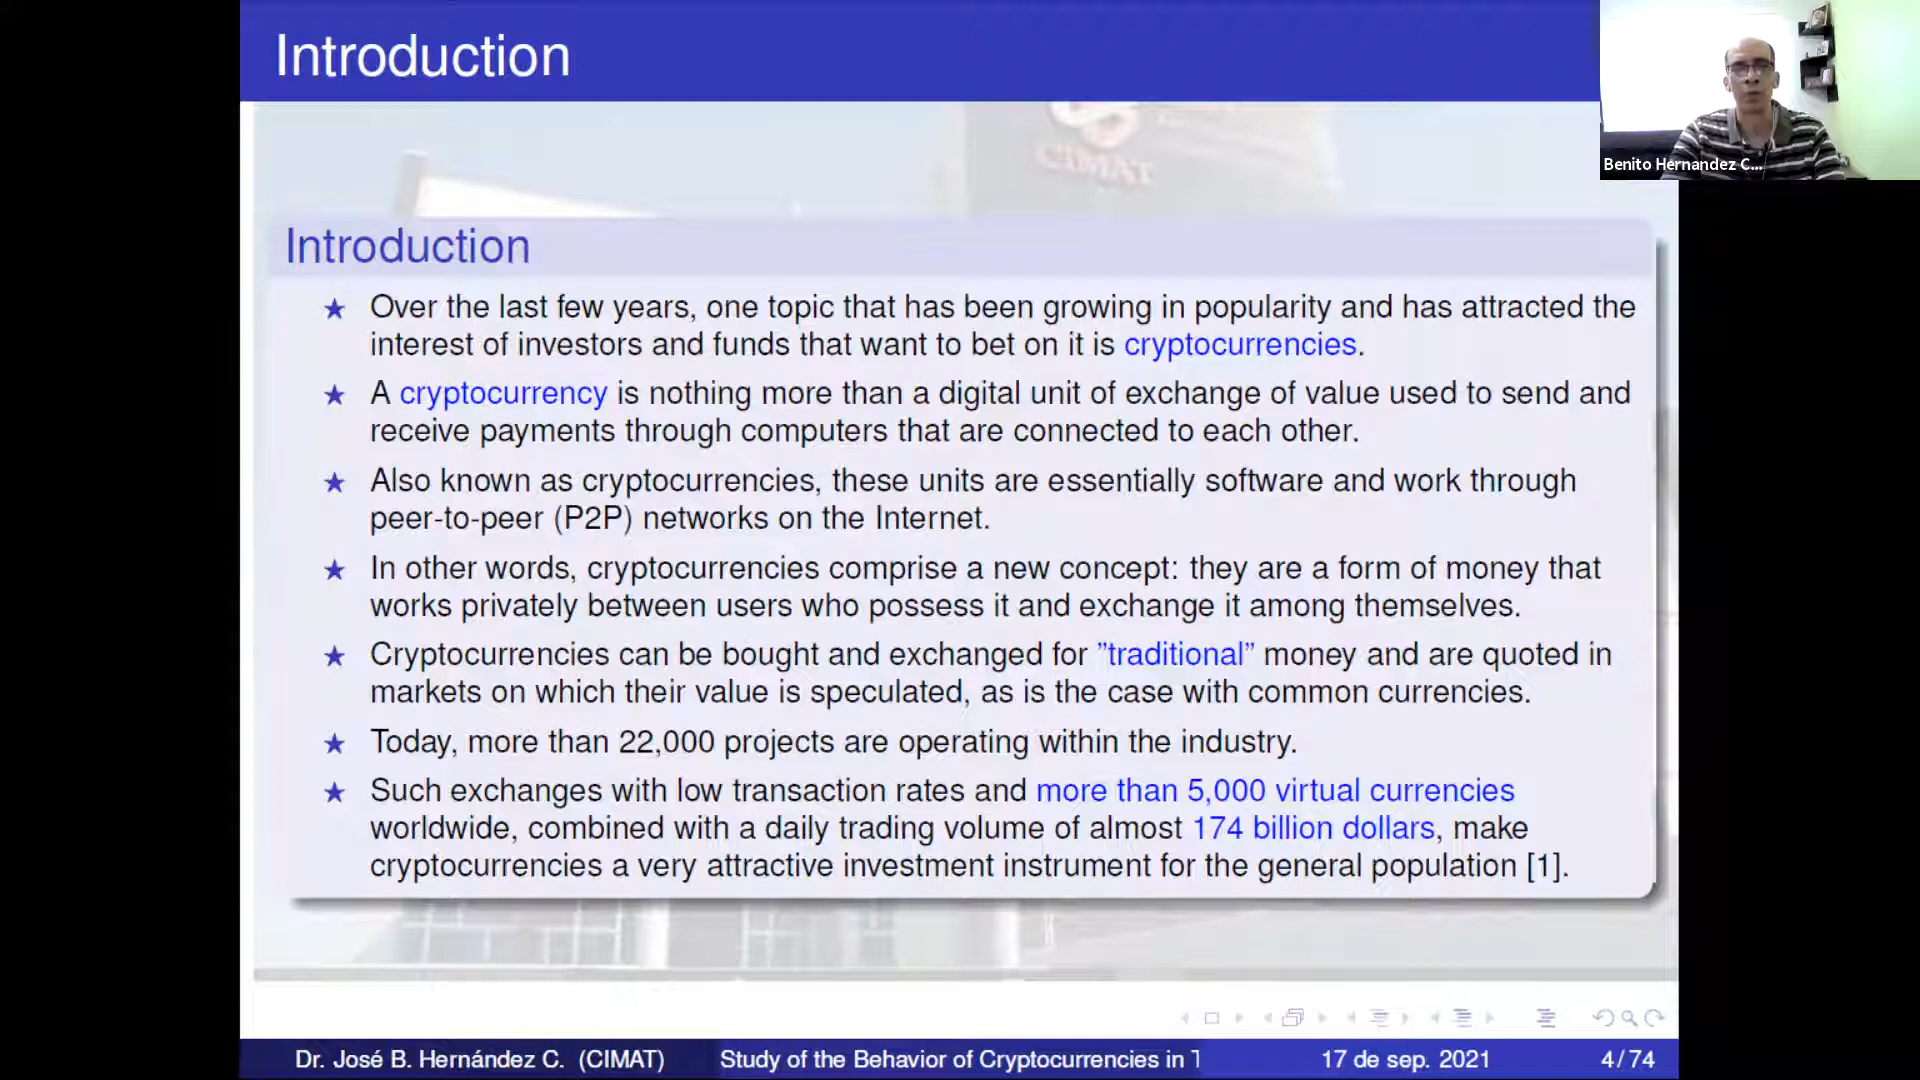 Introduction
Benito Hernandez C...
CIMAT
Introduction
★ Over the last few years, one topic that has been growing in popularity and has attracted the
interest of investors and funds that want to bet on it is cryptocurrencies.
★ A cryptocurrency is nothing more than a digital unit of exchange of value used to send and
receive payments through computers that are connected to each other.
★ Also known as cryptocurrencies, these units are essentially software and work through
peer-to-peer (P2P) networks on the Internet.
★ In other words, cryptocurrencies comprise a new concept: they are a form of money that
works privately between users who possess it and exchange it among themselves.
★ Cryptocurrencies can be bought and exchanged for ”traditional” money and are quoted in
markets on which their value is speculated, as is the case with common currencies.
★ Today, more than 22,000 projects are operating within the industry.
★ Such exchanges with low transaction rates and more than 5,000 virtual currencies
worldwide, combined with a daily trading volume of almost 174 billion dollars, make
cryptocurrencies a very attractive investment instrument for the general population [1].
Dr. José B. Hernández C. (CIMAT) Study of the Behavior of Cryptocurrencies in T 17 de sep. 2021 4/74